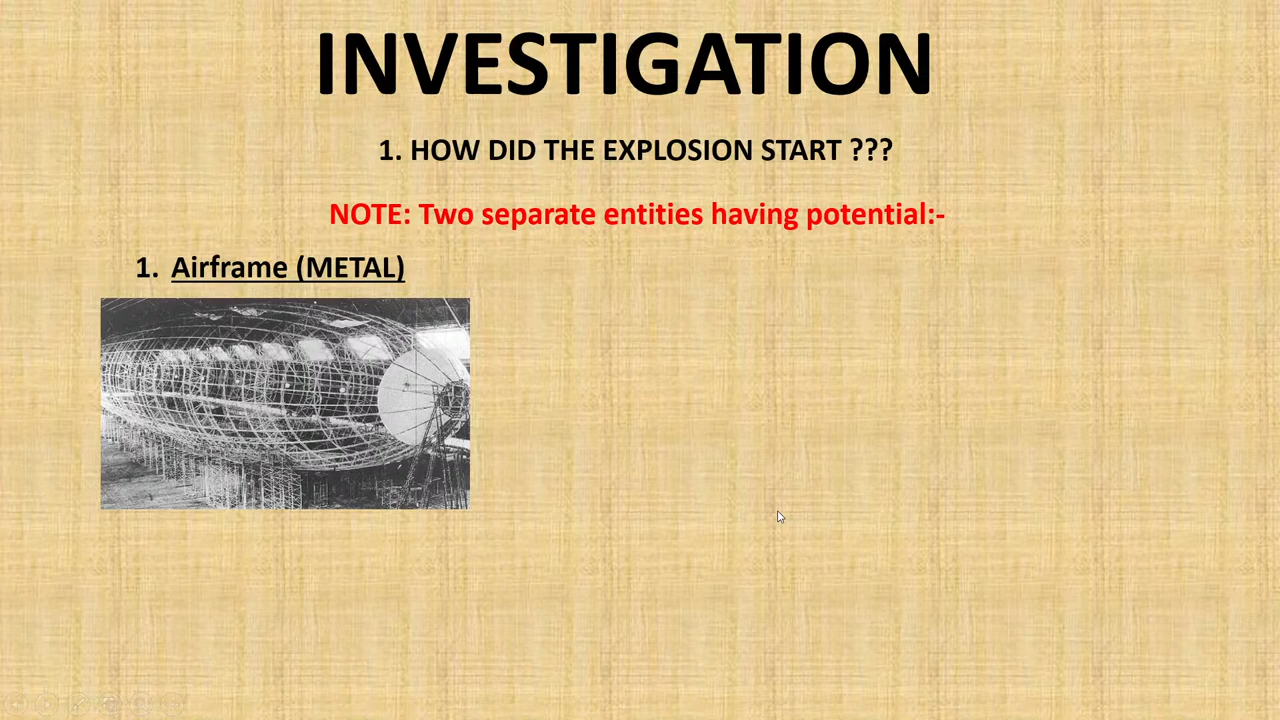 INVESTIGATION
1. HOW DID THE EXPLOSION START ???
NOTE: Two separate entities having potential:-
1. Airframe (METAL)